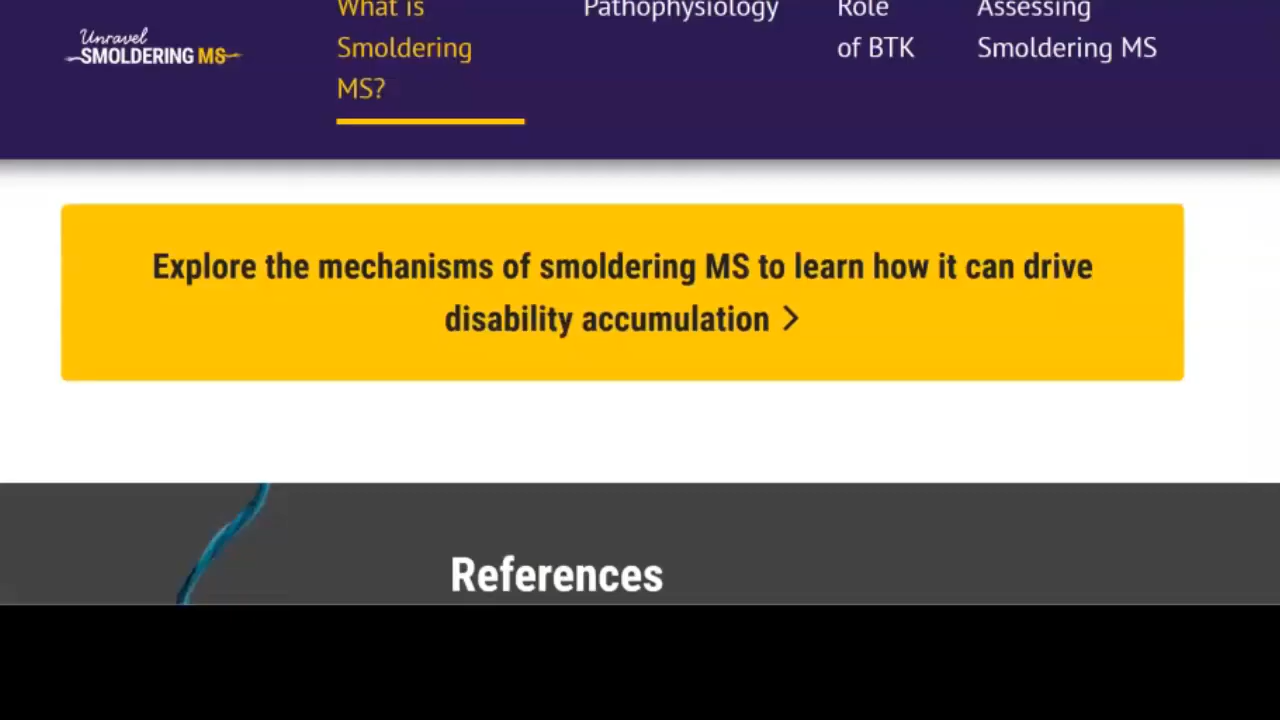 What is
Smoldering
MS?
Pathophysiology
Role
of BTK
Assessing
Smoldering MS
Unravel
SMOLDERING MS
Explore the mechanisms of smoldering MS to learn how it can drive
disability accumulation >
References